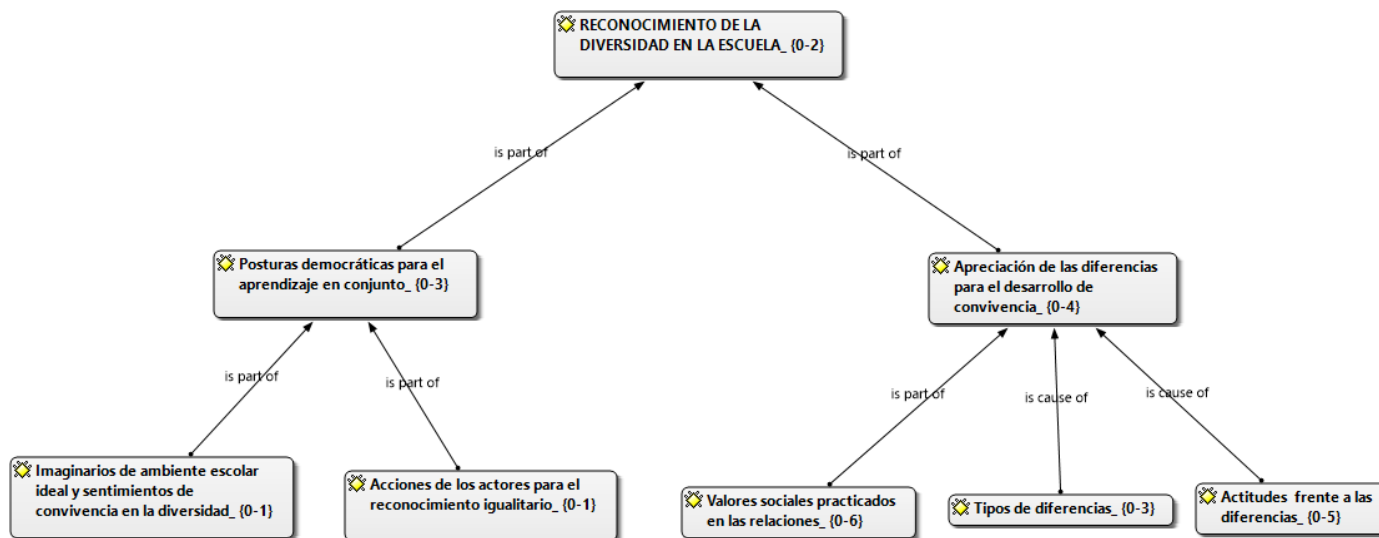 RECONOCIMIENTO DE LA
DIVERSIDAD EN LA ESCUELA_ {0-2}
is part of
is part of
Posturas democráticas para el
aprendizaje en conjunto_ {0-3}
Apreciación de las diferencias
para el desarrollo de
convivencia_ {0-4}
is part of
is part of
is part of
is cause of
is cause of
Imaginarios de ambiente escolar
ideal y sentimientos de
convivencia en la diversidad_ {0-1}
Acciones de los actores para el
reconocimiento igualitario_ {0-1}
Valores sociales practicados
en las relaciones_ {0-6}
Tipos de diferencias_ {0-3}
Actitudes  frente a las
diferencias_ {0-5}